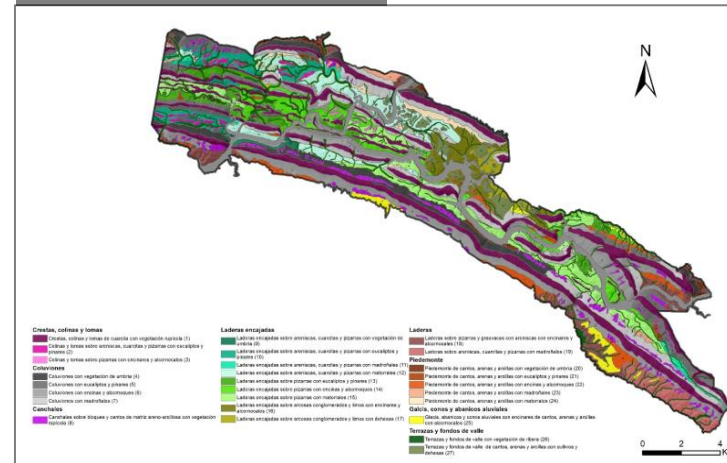 N
Crestas, colinas y lomas
Crestas, colinas y lomas de cuarcita con vegetación rupícola (1)
Colinas y lomas sobre areniscas, cuarcitas y pizarras con eucaliptos y
pinares (2)
Colinas y lomas sobre pizarras con encinares y alcornocales (3)
Coluviones
Coluviones con vegetación de umbría (4)
Coluviones con eucaliptos y pinares (5)
Coluviones con encinas y alcornoques (6)
Coluviones con madroñales (7)
Canchales
Canchales sobre bloques y cantos de matriz areno-arcillosa con vegetación
rupícola (8)
Laderas encajadas
Laderas encajadas sobre areniscas, cuarcitas y pizarras con vegetación de
umbría (9)
Laderas encajadas sobre areniscas, cuarcitas y pizarras con eucaliptos y
pinares (10)
Laderas encajadas sobre areniscas, cuarcitas y pizarras con madroñales (11)
Laderas encajadas sobre areniscas, cuarcitas y pizarras con matorrales (12)
Laderas encajadas sobre pizarras con eucaliptos y pinares (13)
Laderas encajadas sobre pizarras con encinas y alcornoques (14)
Laderas encajadas sobre pizarras con matorrales (15)
Laderas encajadas sobre arcosas conglomerados y limos con encinares y
alcornocales (16)
Laderas encajadas sobre arcosas conglomerados y limos con dehesas (17)
Laderas
Laderas sobre pizarras y grauvacas con areniscas con encinares y
alcornocales (18)
Laderas sobre areniscas, cuarcitas y pizarras con madroñales (19)
Piedemonte
Piedemonte de cantos, arenas y arcillas con vegetación de umbría (20)
Piedemonte de cantos, arenas y arcillas con eucaliptos y pinares (21)
Piedemonte de cantos, arenas y arcillas con encinas y alcornoques (22)
Piedemonte de cantos, arenas y arcillas con madroñales (23)
Piedemonte de cantos, arenas y arcillas con matorrales (24)
Glacis, conos y abanicos aluviales
Glacis, abanicos y conos aluviales con encinares de cantos, arenas y arcillas
con alcornocales (25)
Terrazas y fondos de valle
Terrazas y fondos de valle con vegetación de ribera (26)
Terrazas y fondos de valle de cantos, arenas y arcillas con cultivos y
dehesas (27)
0 2 4